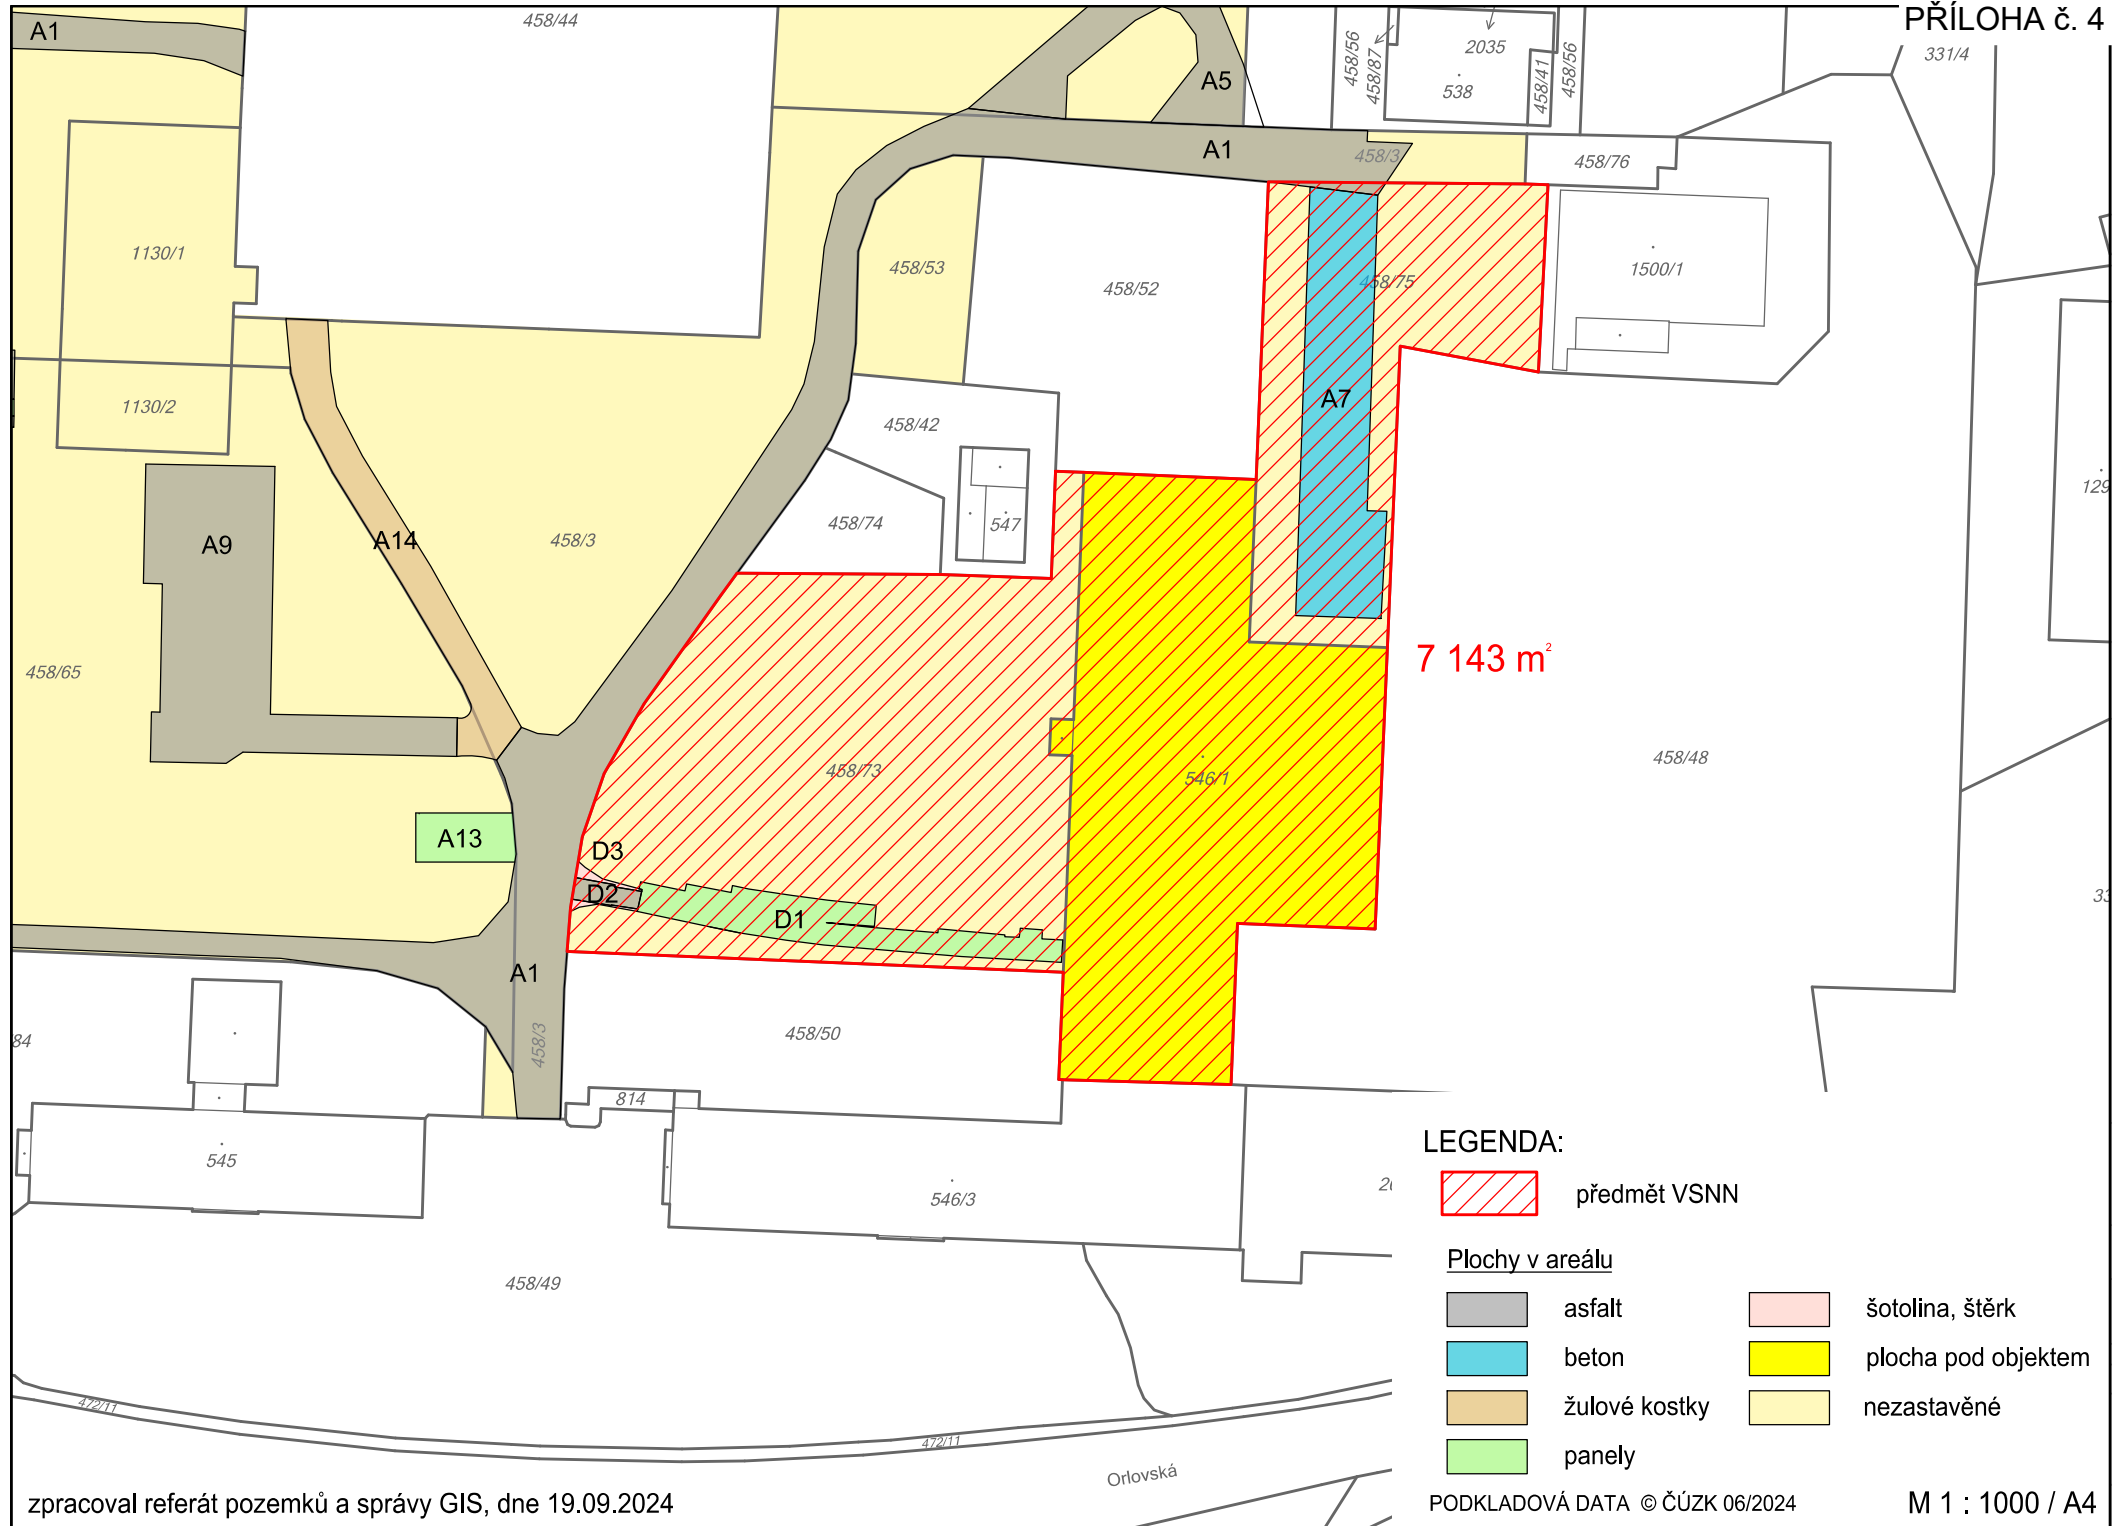 PŘÍLOHA č. 4
A1
458/44
458/56
458/87
2035
538
458/41
458/56
331/4
A5
A1
458/3
458/76
1130/1
458/53
458/52
458/75
1500/1
1130/2
A7
458/42
A9
A14
458/3
458/74
547
129
458/65
7 143 m²
458/73
546/1
458/48
A13
D3
D2
D1
33
A1
458/3
458/50
84
814
545
546/3
20
458/49
472/11
472/11
Orlovská
LEGENDA:
předmět VSNN
Plochy v areálu
asfalt
šotolina, štěrk
beton
plocha pod objektem
žulové kostky
nezastavěné
panely
zpracoval referát pozemků a správy GIS, dne 19.09.2024
PODKLADOVÁ DATA © ČÚZK 06/2024
M 1 : 1000 / A4